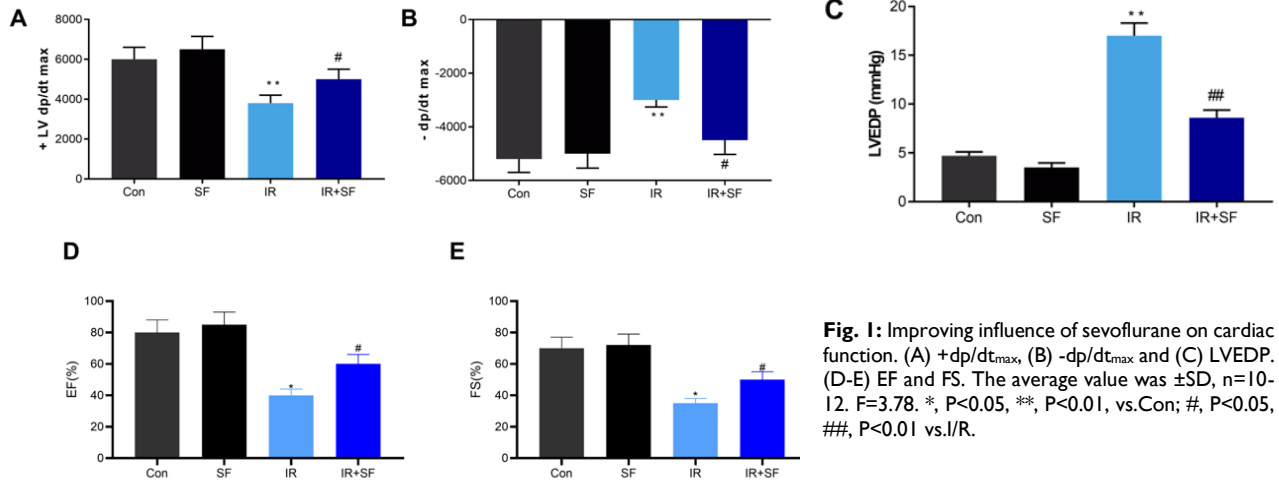 A
+ LV dp/dt max
8000
6000
4000
2000
0
**
#
Con SF IR IR+SF
B
- dp/dt max
0
-2000
-4000
-6000
**
#
Con SF IR IR+SF
C
LVEDP (mmHg)
20
15
10
5
0
**
##
Con SF IR IR+SF
D
EF(%)
100
80
60
40
20
0
*
#
Con SF IR IR+SF
E
FS(%)
100
80
60
40
20
0
*
#
Con SF IR IR+SF
Fig. 1: Improving influence of sevoflurane on cardiac
function. (A) +dp/dtmax, (B) -dp/dtmax and (C) LVEDP.
(D-E) EF and FS. The average value was ±SD, n=10-
12. F=3.78. *, P<0.05, **, P<0.01, vs.Con; #, P<0.05,
##, P<0.01 vs.I/R.